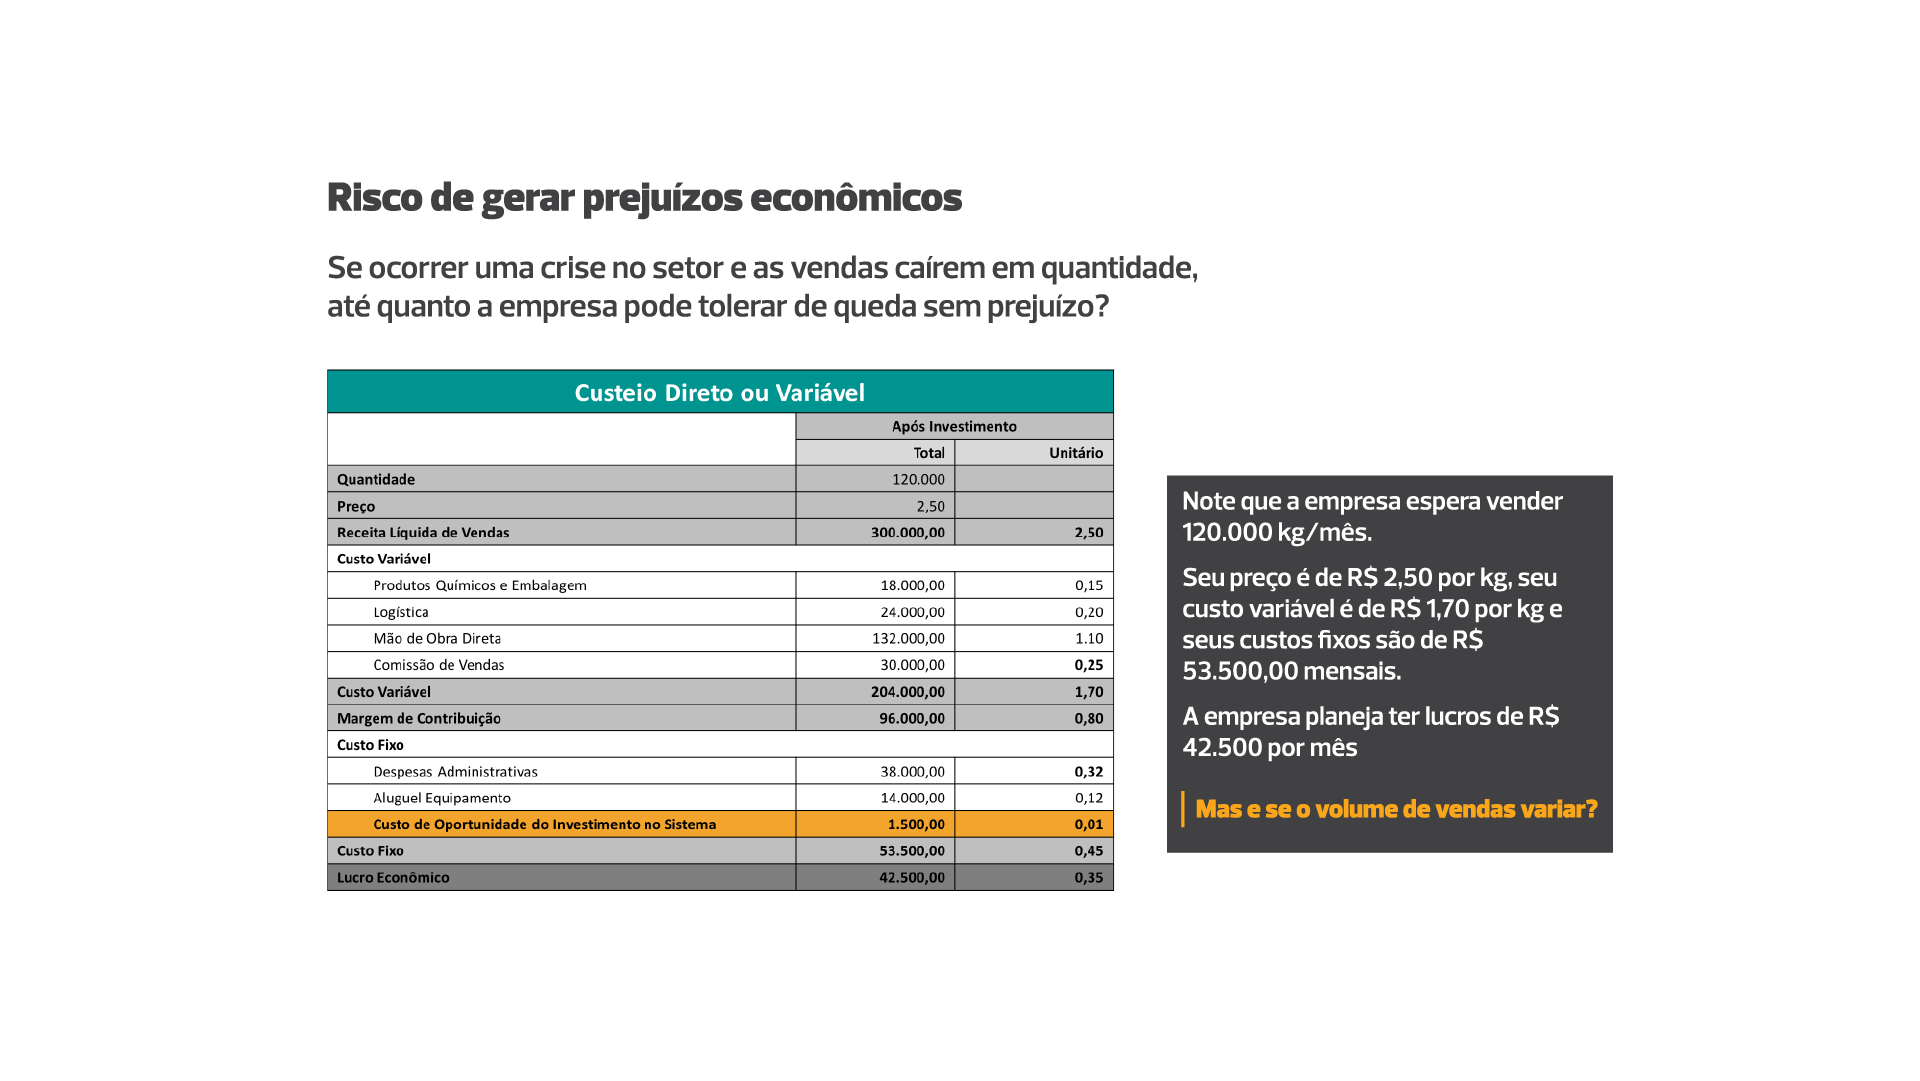 Risco de gerar prejuízos econômicos
Se ocorrer uma crise no setor e as vendas caírem em quantidade,
até quanto a empresa pode tolerar de queda sem prejuízo?
Custeio Direto ou Variável
Após Investimento
Total Unitário
Quantidade 120.000
Preço 2,50
Receita Líquida de Vendas 300.000,00 2,50
Custo Variável
Produtos Químicos e Embalagem 18.000,00 0,15
Logística 24.000,00 0,20
Mão de Obra Direta 132.000,00 1.10
Comissão de Vendas 30.000,00 0,25
Custo Variável 204.000,00 1,70
Margem de Contribuição 96.000,00 0,80
Custo Fixo
Despesas Administrativas 38.000,00 0,32
Aluguel Equipamento 14.000,00 0,12
Custo de Oportunidade do Investimento no Sistema 1.500,00 0,01
Custo Fixo 53.500,00 0,45
Lucro Econômico 42.500,00 0,35
Note que a empresa espera vender
120.000 kg/mês.
Seu preço é de R$ 2,50 por kg, seu
custo variável é de R$ 1,70 por kg e
seus custos fixos são de R$
53.500,00 mensais.
A empresa planeja ter lucros de R$
42.500 por mês
Mas e se o volume de vendas variar?